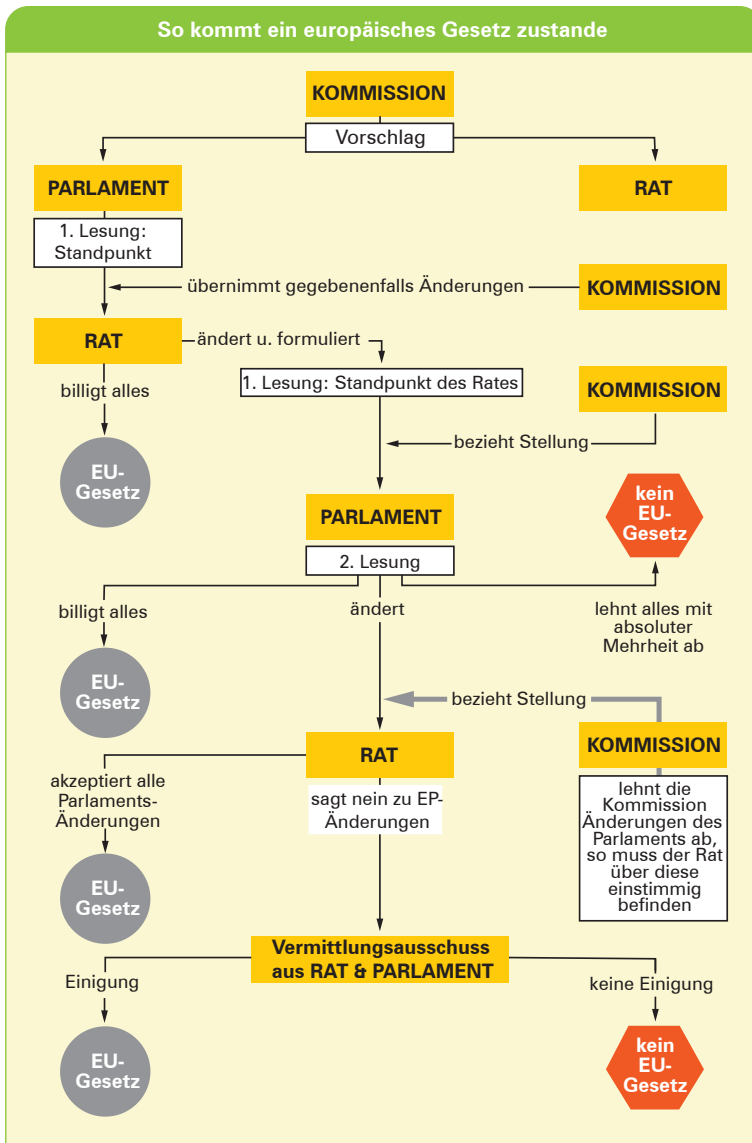 So kommt ein europäisches Gesetz zustande
KOMMISSION
Vorschlag
PARLAMENT
RAT
1. Lesung:
Standpunkt
übernimmt gegebenenfalls Änderungen
KOMMISSION
RAT
ändert u. formuliert
billigt alles
1. Lesung: Standpunkt des Rates
KOMMISSION
bezieht Stellung
EU-
Gesetz
PARLAMENT
kein
EU-
Gesetz
2. Lesung
billigt alles
ändert
lehnt alles mit
absoluter
Mehrheit ab
EU-
Gesetz
bezieht Stellung
RAT
KOMMISSION
akzeptiert alle
Parlaments-
Änderungen
sagt nein zu EP-
Änderungen
lehnt die
Kommission
Änderungen des
Parlaments ab,
so muss der Rat
über diese
einstimmig
befinden
EU-
Gesetz
Vermittlungsausschuss
aus RAT & PARLAMENT
Einigung
keine Einigung
EU-
Gesetz
kein
EU-
Gesetz